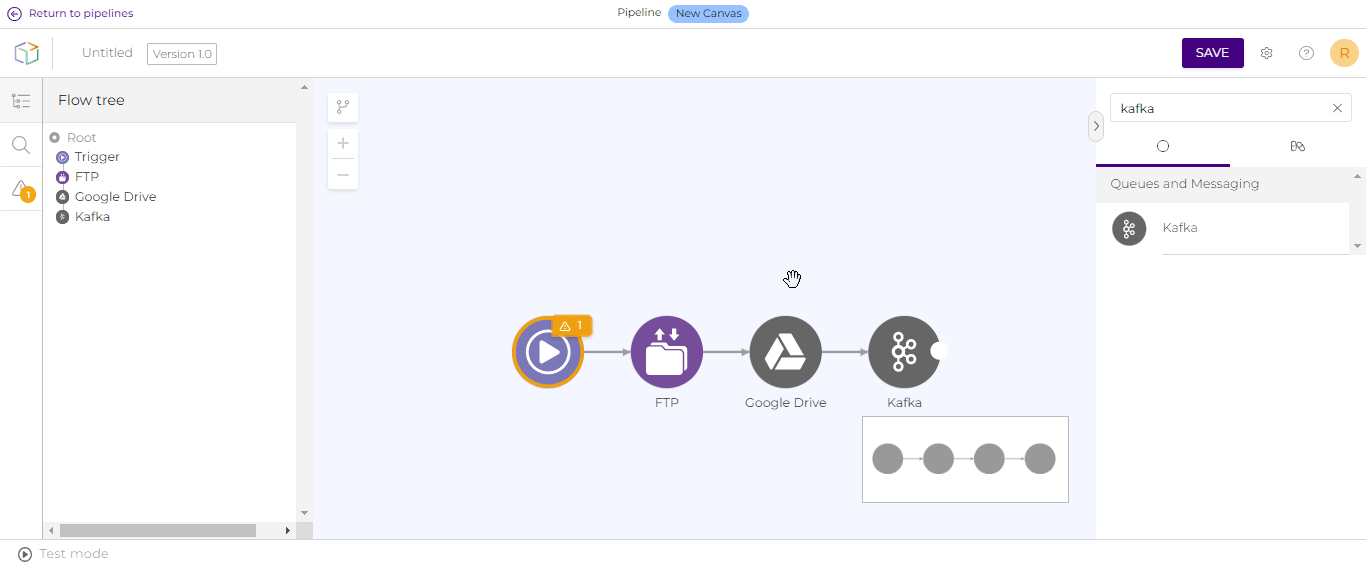 Return to pipelines
Pipeline New Canvas
Untitled Version 1.0
SAVE
?
R
Flow tree
Root
Trigger
FTP
Google Drive
Kafka
1
1
FTP
Google Drive
Kafka
kafka
Queues and Messaging
Kafka
Test mode